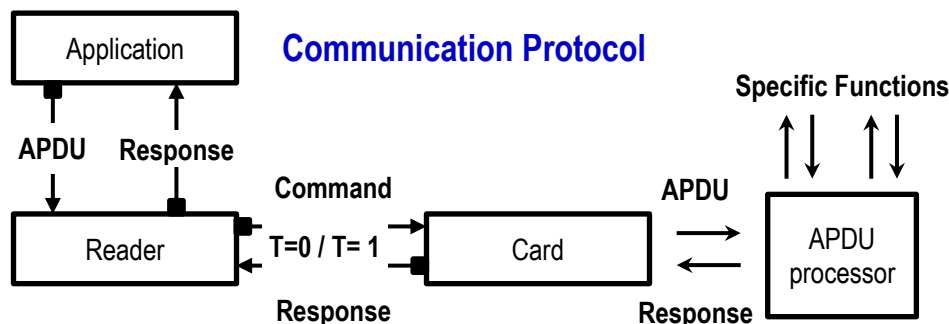 Application
Communication Protocol
Specific Functions
APDU
Response
Command
APDU
Reader
T=0 / T= 1
Card
APDU
processor
Response
Response